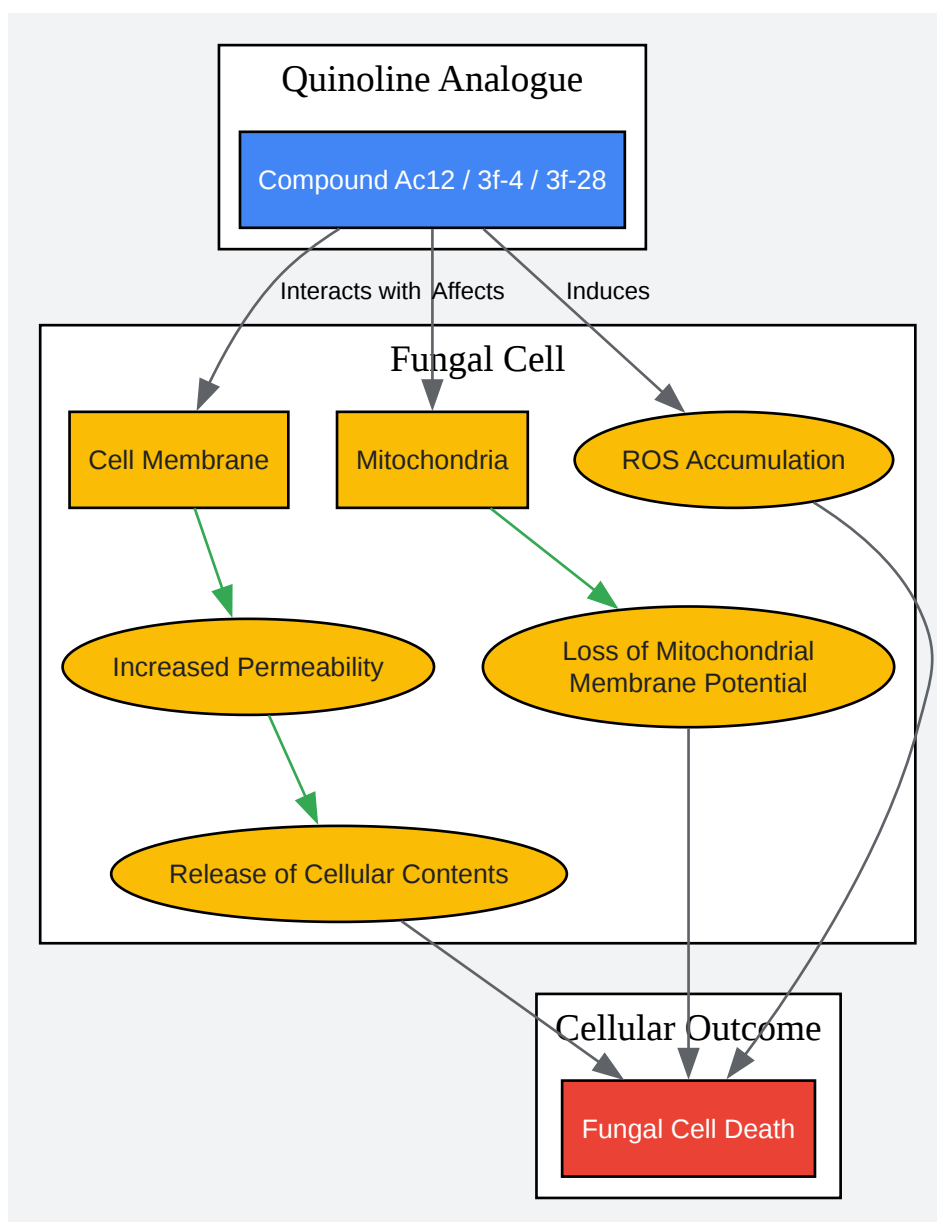 Quinoline Analogue
Compound Ac12 / 3f-4 / 3f-28
Interacts with
Affects
Induces
Fungal Cell
Cell Membrane
Mitochondria
ROS Accumulation
Increased Permeability
Loss of Mitochondrial
Membrane Potential
Release of Cellular Contents
Cellular Outcome
Fungal Cell Death